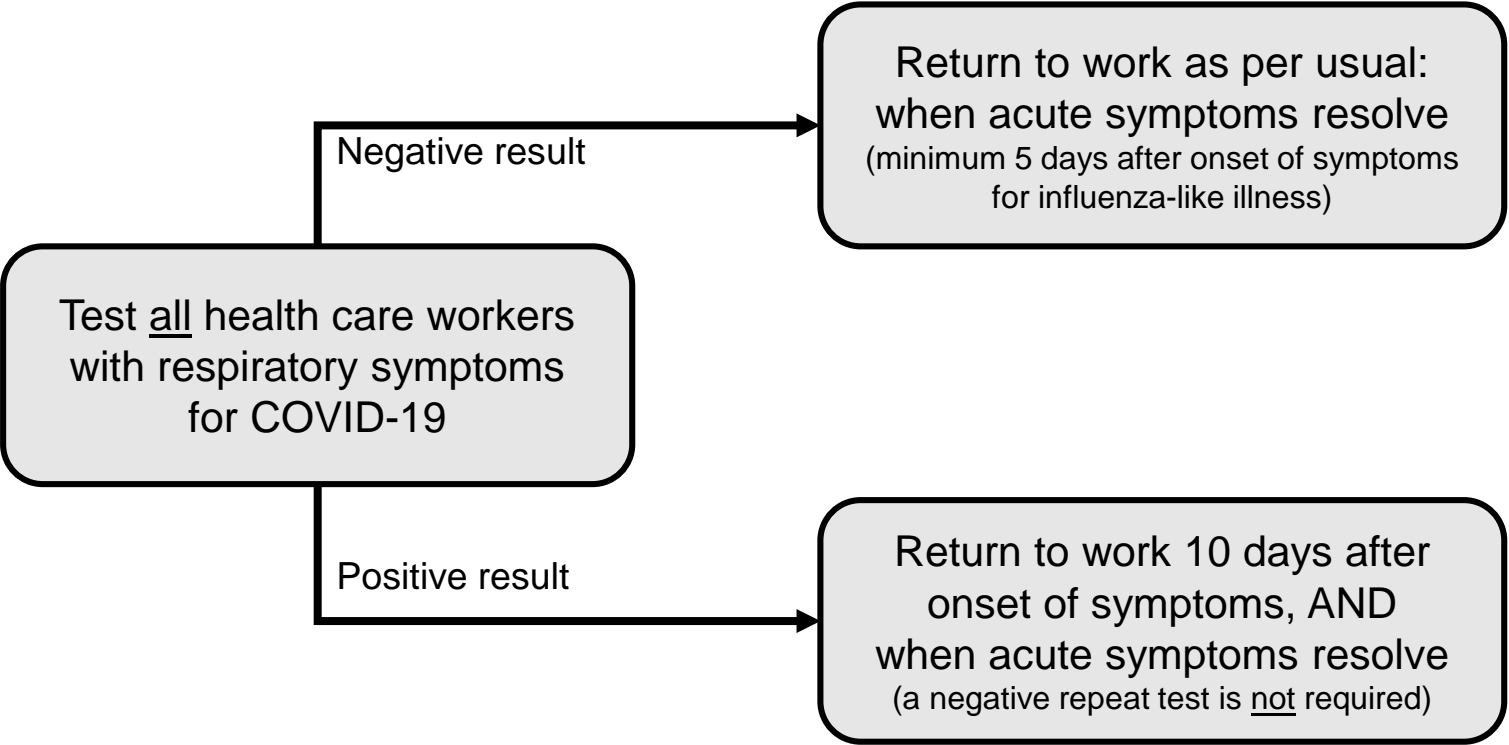 Test all health care workers
with respiratory symptoms
for COVID-19
Negative result
Return to work as per usual:
when acute symptoms resolve
(minimum 5 days after onset of symptoms
for influenza-like illness)
Positive result
Return to work 10 days after
onset of symptoms, AND
when acute symptoms resolve
(a negative repeat test is not required)